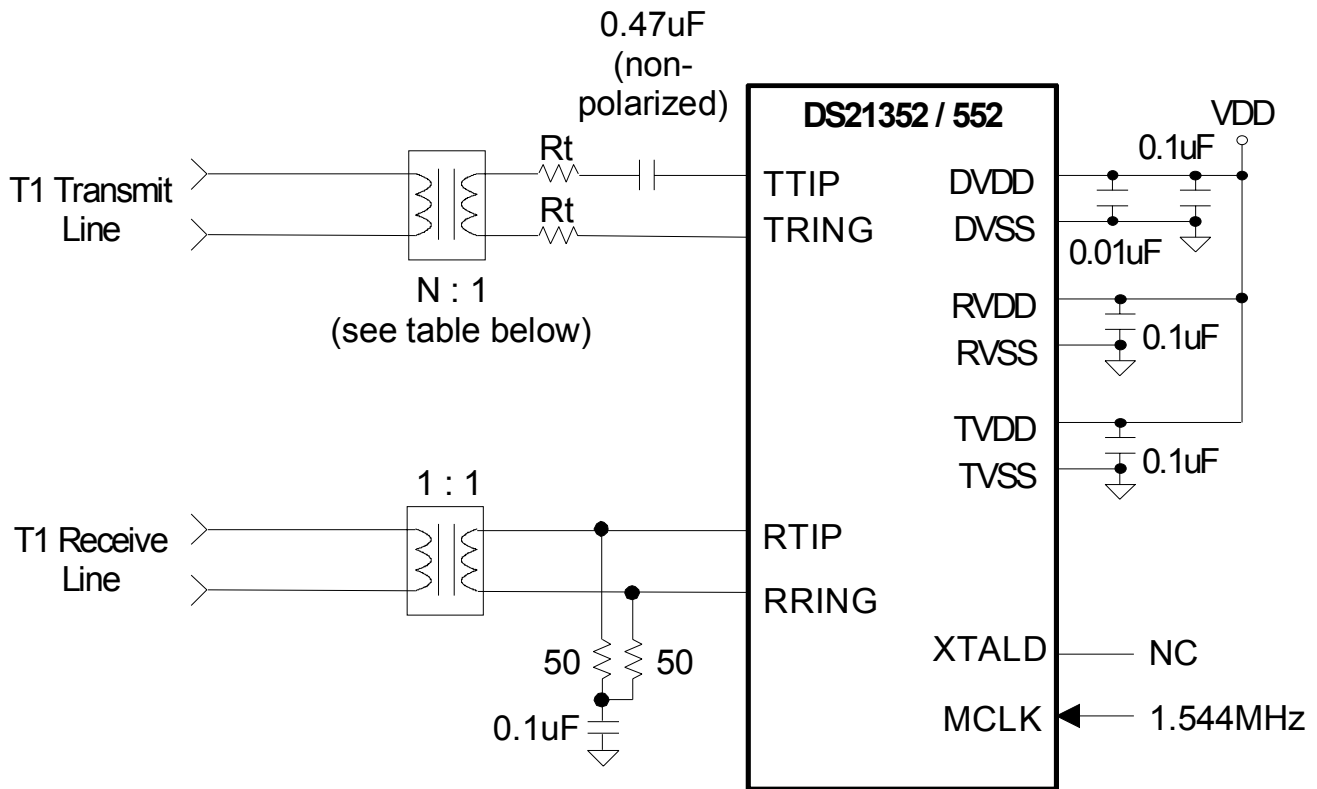 0.47uF
(non-
polarized)
DS21352 / 552
VDD
0.1uF
Rt
T1 Transmit
Line
TTIP
DVDD
Rt
TRING
DVSS
0.01uF
N : 1
(see table below)
RVDD
0.1uF
RVSS
TVDD
0.1uF
TVSS
1 : 1
T1 Receive
Line
RTIP
RRING
50
50
XTALD
NC
0.1uF
MCLK
1.544MHz